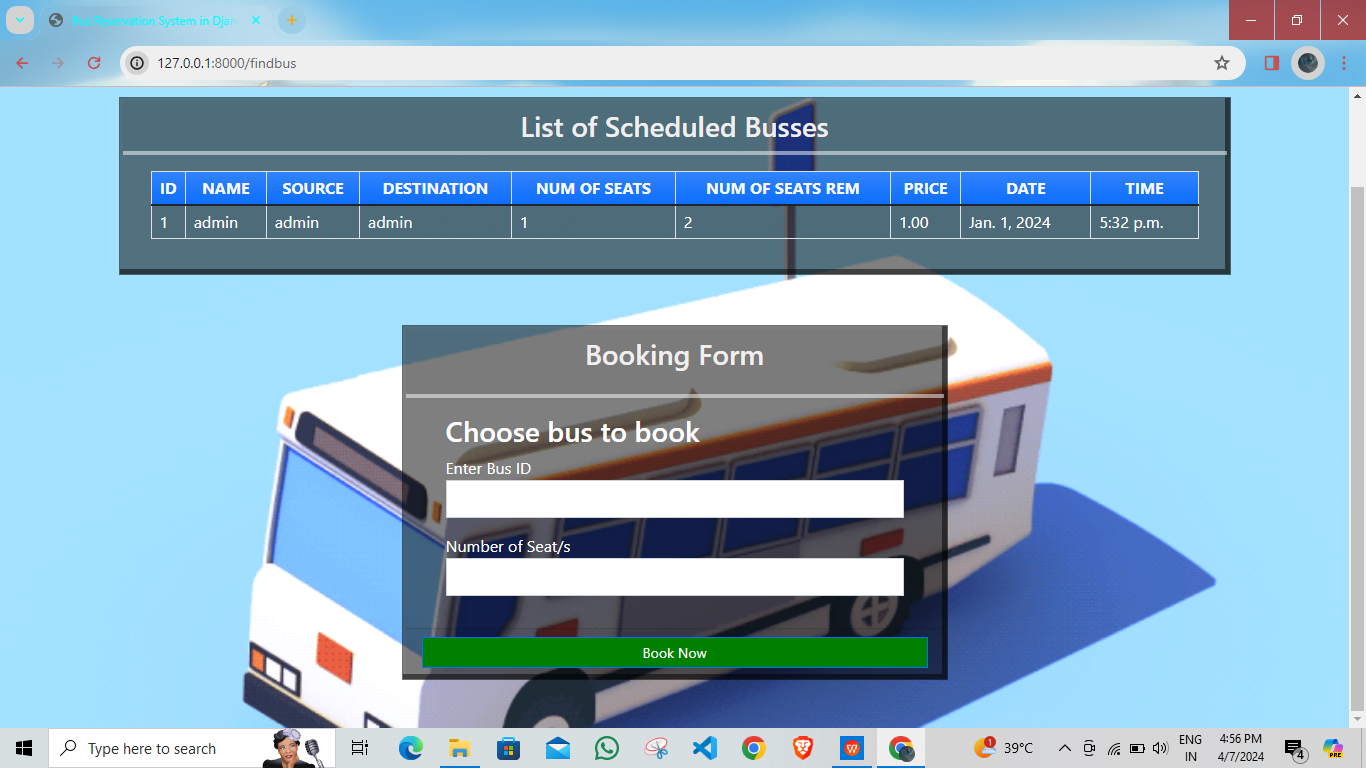 Bus Reservation System in Djan
127.0.0.1:8000/findbus
List of Scheduled Busses
ID NAME SOURCE DESTINATION NUM OF SEATS NUM OF SEATS REM PRICE DATE TIME
1 admin admin admin 1 2 1.00 Jan. 1, 2024 5:32 p.m.
Booking Form
Choose bus to book
Enter Bus ID
Number of Seat/s
Book Now
Type here to search
W
1
39°C
ENG
IN
4:56 PM
4/7/2024
4
PRE